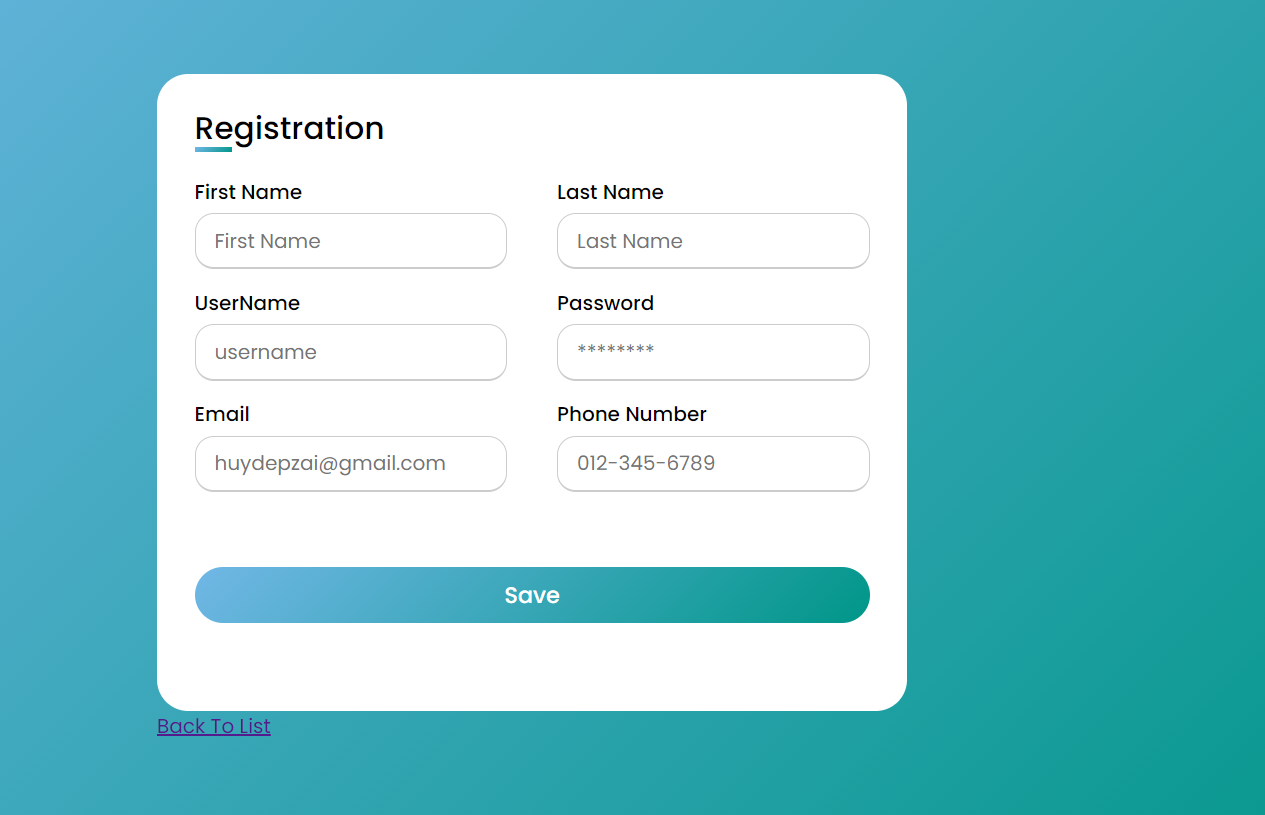 Registration
First Name
Last Name
First Name
Last Name
UserName
Password
username
********
Email
Phone Number
huydepzai@gmail.com
012-345-6789
Save
Back To List